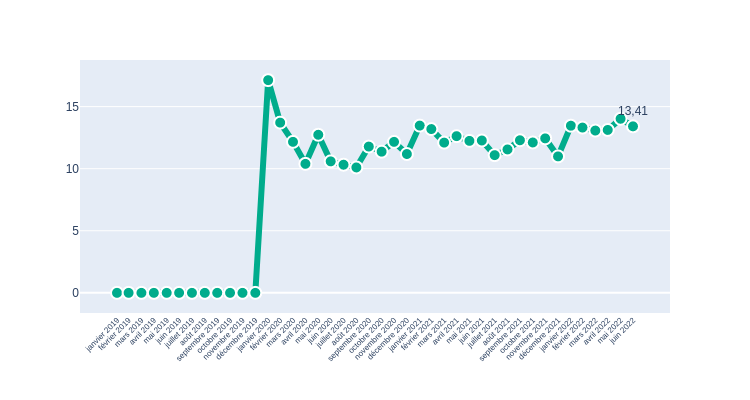 15
10
5
0
13,41
janvier 2019
février 2019
mars 2019
avril 2019
mai 2019
juin 2019
juillet 2019
août 2019
septembre 2019
octobre 2019
novembre 2019
décembre 2019
janvier 2020
février 2020
mars 2020
avril 2020
mai 2020
juin 2020
juillet 2020
août 2020
septembre 2020
octobre 2020
novembre 2020
décembre 2020
janvier 2021
février 2021
mars 2021
avril 2021
mai 2021
juin 2021
juillet 2021
août 2021
septembre 2021
octobre 2021
novembre 2021
décembre 2021
janvier 2022
février 2022
mars 2022
avril 2022
mai 2022
juin 2022